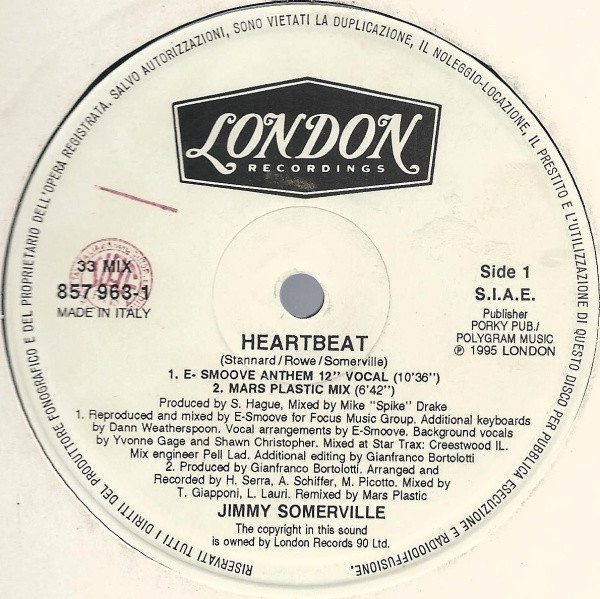 RISERVATI TUTTI I DIRITTI DEL PRODUTTORE FONOGRAFICO E DEL PROPRIETARIO DELL'OPERA REGISTRATA. SALVO AUTORIZZAZIONI, SONO VIETATI LA DUPLICAZIONE, IL NOLEGGIO-LOCAZIONE, IL PRESTITO E L'UTILIZZAZIONE DI QUESTO DISCO PER PUBBLICA ESECUZIONE E RADIODIFFUSIONE.
LONDON
RECORDINGS
33 MIX
857 963-1
MADE IN ITALY
Side 1
S.I.A.E.
Publisher
PORKY PUB./
POLYGRAM MUSIC
℗ 1995 LONDON
HEARTBEAT
(Stannard/Rowe/Somerville)
1. E- SMOOVE ANTHEM 12" VOCAL (10'36")
2. MARS PLASTIC MIX (6'42")
Produced by S. Hague, Mixed by Mike "Spike" Drake
1. Reproduced and mixed by E-Smoove for Focus Music Group. Additional keyboards
by Dann Weatherspoon. Vocal arrangements by E-Smoove. Background vocals
by Yvonne Gage and Shawn Christopher. Mixed at Star Trax: Creestwood IL.
Mix engineer Pell Lad. Additional editing by Gianfranco Bortolotti
2. Produced by Gianfranco Bortolotti. Arranged and
Recorded by H. Serra, A. Schiffer, M. Picotto. Mixed by
T. Giapponi, L. Lauri. Remixed by Mars Plastic
JIMMY SOMERVILLE
The copyright in this sound
is owned by London Records 90 Ltd.